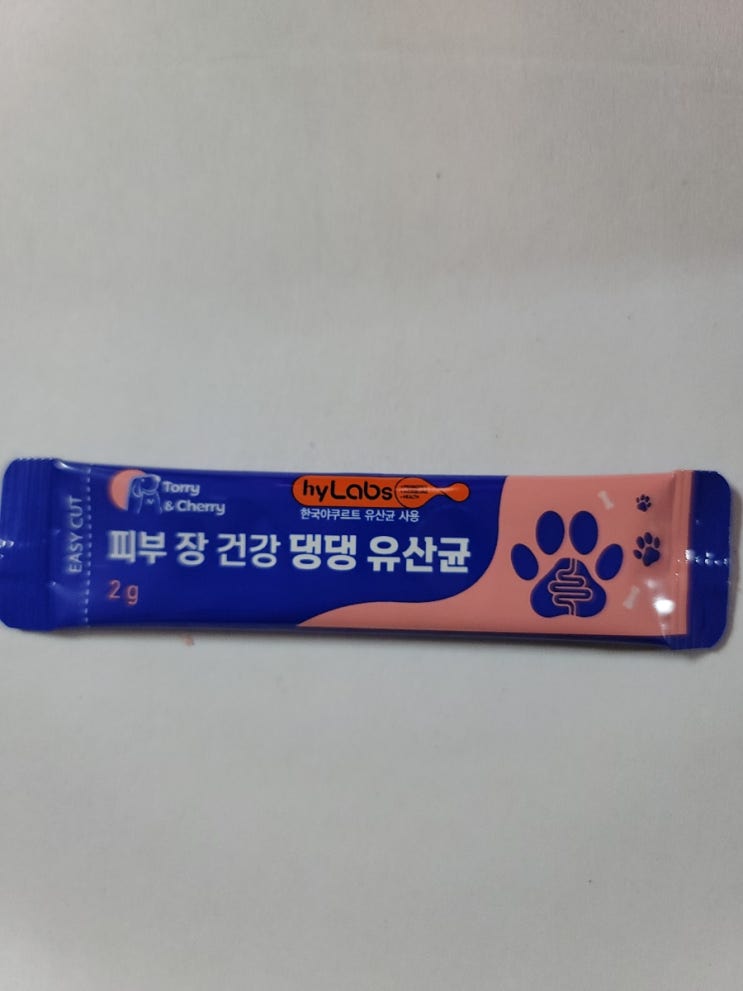 EASY CUT
Torry
& Cherry
hyLabs
한국야쿠르트 유산균 사용
피부 장 건강 댕댕 유산균
2g